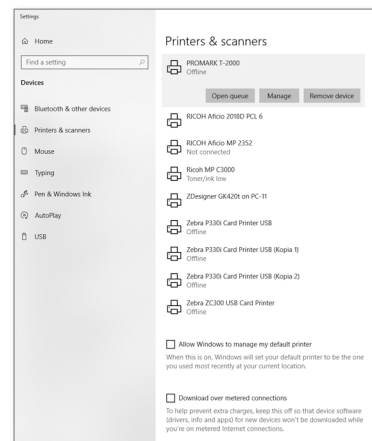 Settings
Home
Find a setting
Devices
Bluetooth & other devices
Printers & scanners
Mouse
Typing
Pen & Windows Ink
AutoPlay
USB
Printers & scanners
PROMARK T-2000
Offline
Open queue
Manage
Remove device
RICOH Aficio 2018D PCL 6
RICOH Aficio MP 2352
Not connected
Ricoh MP C3000
Toner/ink low
ZDesigner GK420t on PC-11
Zebra P330i Card Printer USB
Offline
Zebra P330i Card Printer USB (Kopia 1)
Offline
Zebra P330i Card Printer USB (Kopia 2)
Offline
Zebra ZC300 USB Card Printer
Offline
Allow Windows to manage my default printer
When this is on, Windows will set your default printer to be the one
you used most recently at your current location.
Download over metered connections
To help prevent extra charges, keep this off so that device software
(drivers, info and apps) for new devices won't be downloaded while
you're on metered Internet connections.